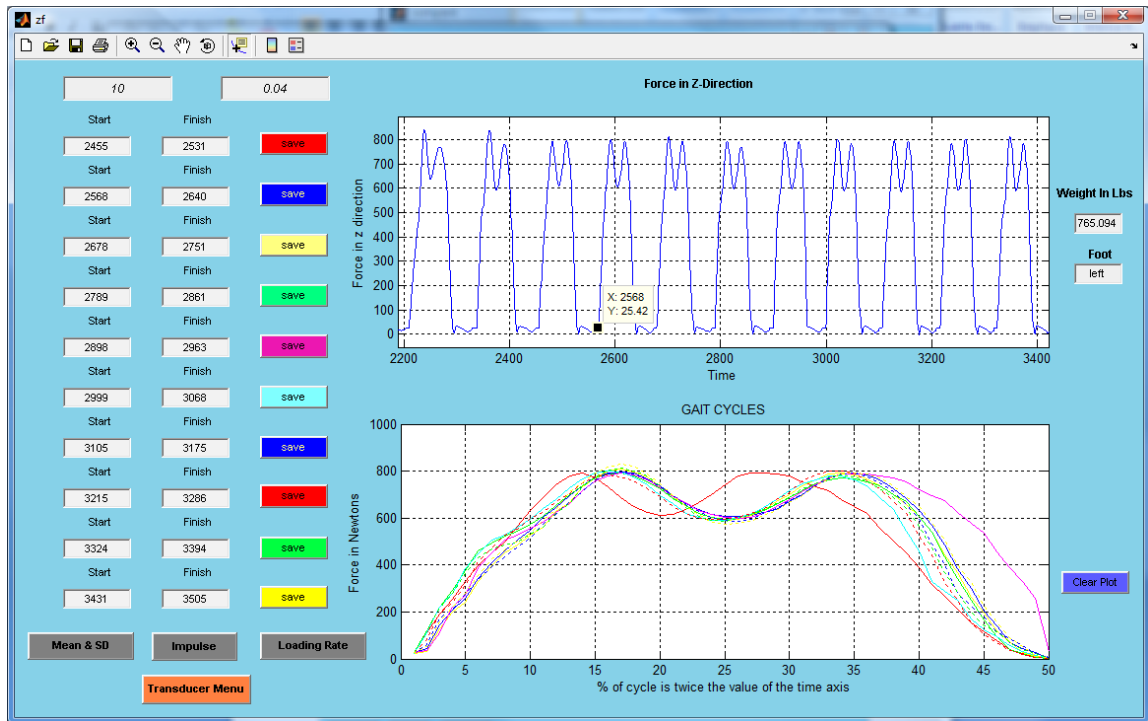 zf
10 0.04
Start Finish
2455 2531 save
Start Finish
2568 2640 save
Start Finish
2678 2751 save
Start Finish
2789 2861 save
Start Finish
2898 2963 save
Start Finish
2999 3068 save
Start Finish
3105 3175 save
Start Finish
3215 3286 save
Start Finish
3324 3394 save
Start Finish
3431 3505 save
Mean & SD Impulse Loading Rate
Transducer Menu
Force in Z-Direction
Force in z direction
800
700
600
500
400
300
200
100
0
X: 2568
Y: 25.42
2200 2400 2600 2800 3000 3200 3400
Time
Weight In Lbs
765.094
Foot
left
GAIT CYCLES
Force in Newtons
1000
800
600
400
200
0
0 5 10 15 20 25 30 35 40 45 50
% of cycle is twice the value of the time axis
Clear Plot